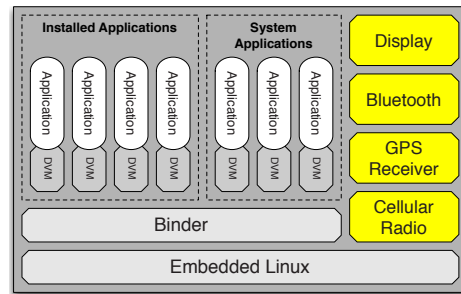 Installed Applications
System
Applications
Application
Application
Application
Application
Application
Application
Application
DVM
DVM
DVM
DVM
DVM
DVM
DVM
Display
Bluetooth
GPS
Receiver
Cellular
Radio
Binder
Embedded Linux